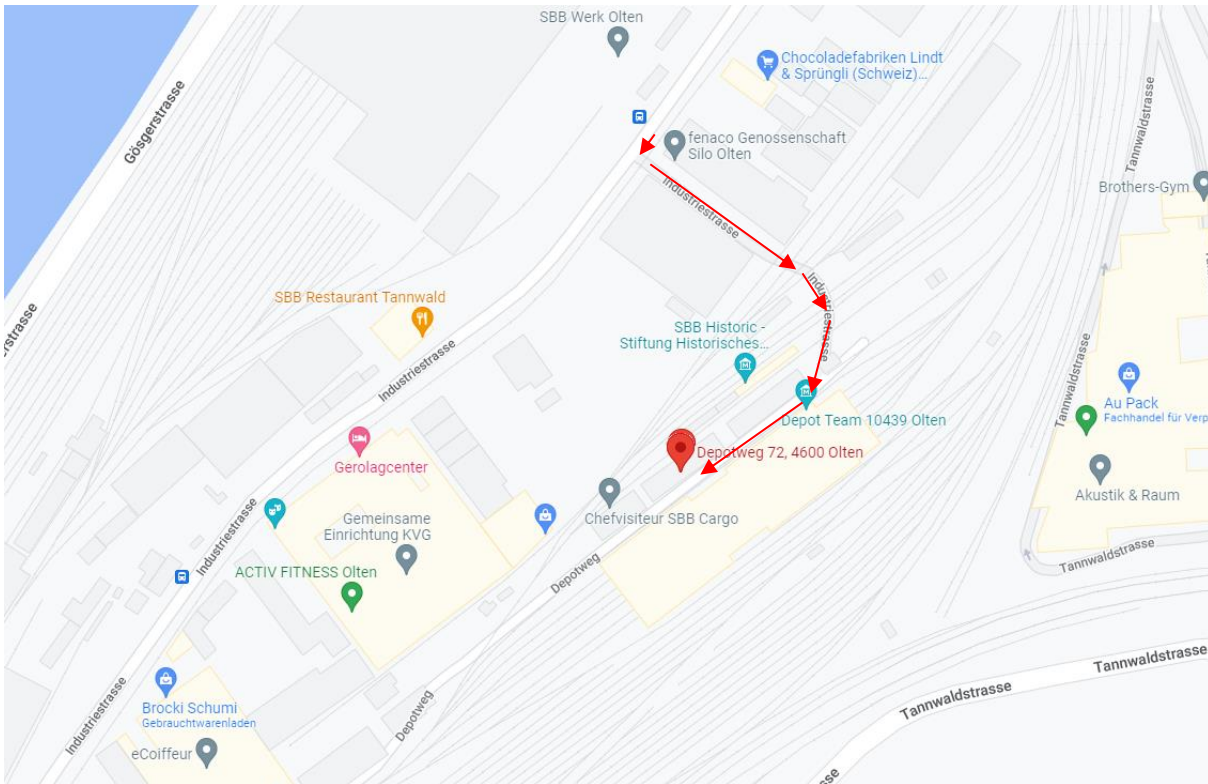 SBB Werk Olten
Chocoladefabriken Lindt
& Sprüngli (Schweiz)...
Gösgerstrasse
Tannwaldstrasse
Tannwaldstrasse
fenaco Genossenschaft
Silo Olten
Industriestrasse
Brothers-Gym
SBB Restaurant Tannwald
Industriestrasse
erstrasse
SBB Historic -
Stiftung Historisches...
Industriestrasse
Tannwaldstrasse
Au Pack
Fachhandel für Verp
Depot Team 10439 Olten
Depotweg 72, 4600 Olten
Gerolagcenter
Akustik & Raum
Chefvisiteur SBB Cargo
Gemeinsame
Einrichtung KVG
Industriestrasse
Tannwaldstrasse
ACTIV FITNESS Olten
Depotweg
Tannwaldstrasse
Tannwaldstrasse
Brocki Schumi
Gebrauchtwarenladen
Industriestrasse
Depotweg
eCoiffeur